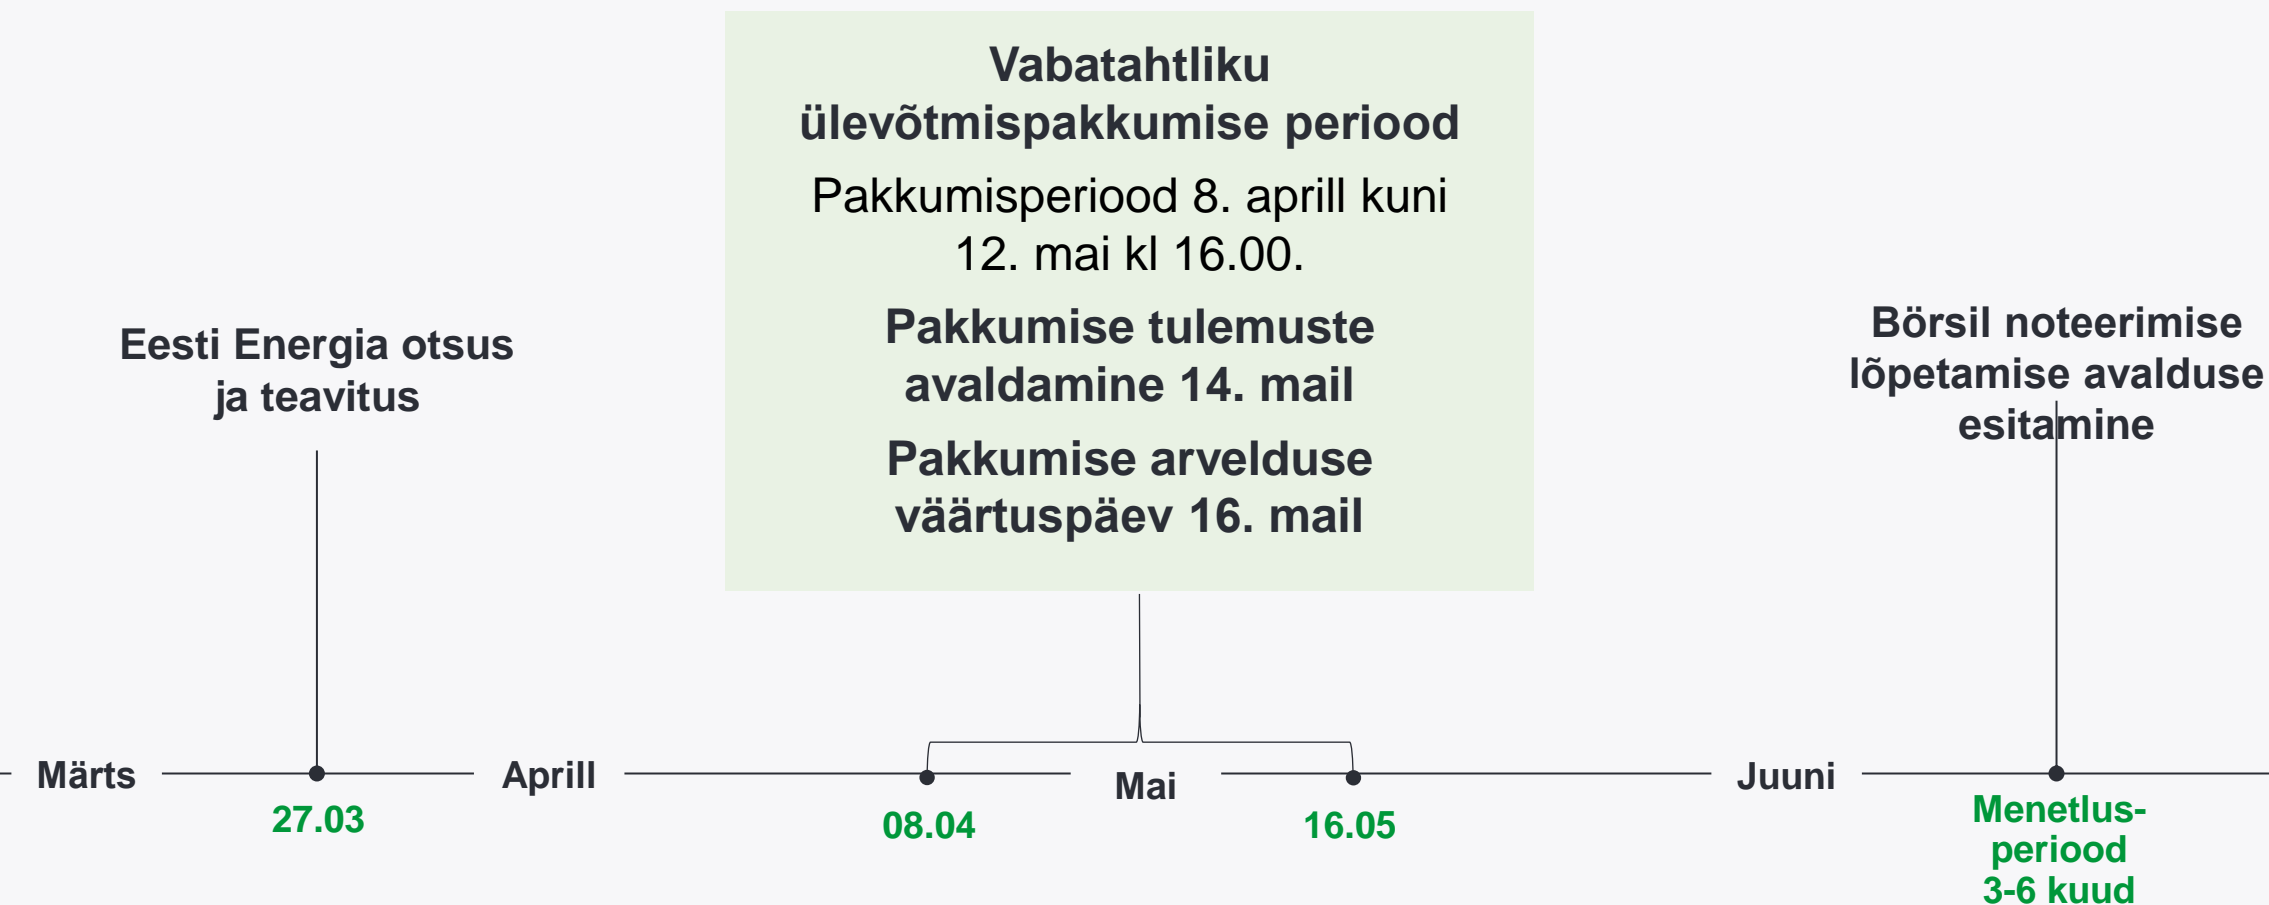 Vabatahtliku
ülevõtmispakkumise periood
Pakkumisperiood 8. aprill kuni
12. mai kl 16.00.
Pakkumise tulemuste
avaldamine 14. mail
Pakkumise arvelduse
väärtuspäev 16. mail
Eesti Energia otsus
ja teavitus
Börsil noteerimise
lõpetamise avalduse
esitamine
Märts
Aprill
Mai
Juuni
27.03
08.04
16.05
Menetlus-
periood
3-6 kuud